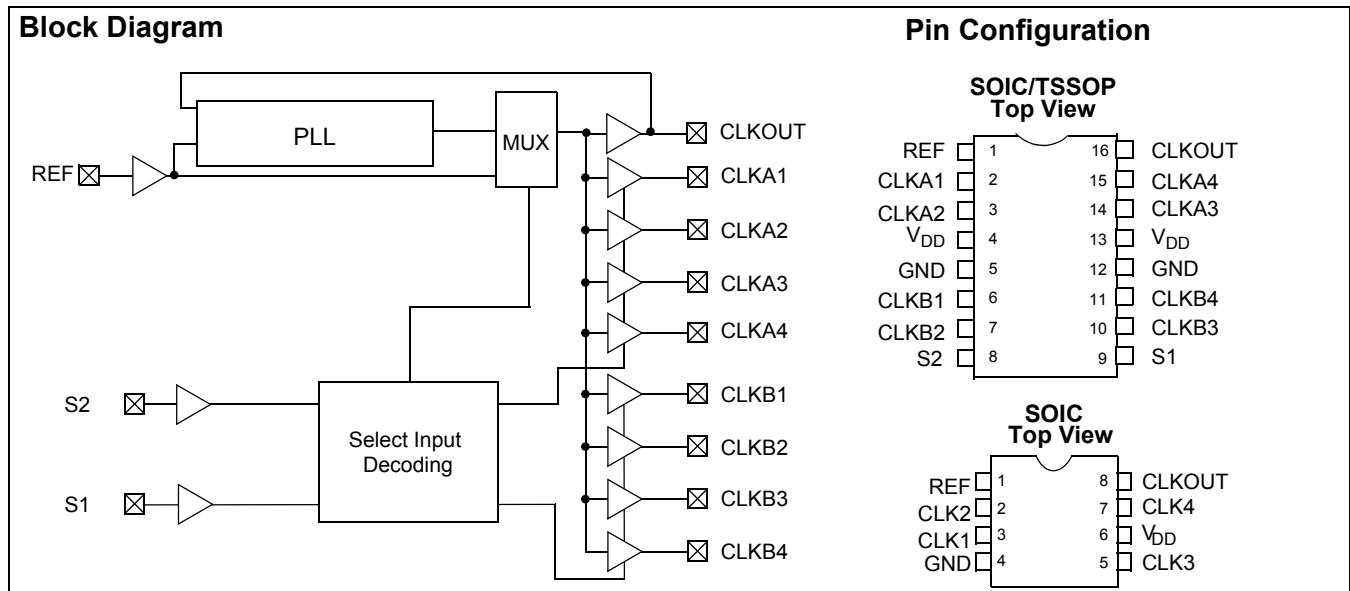 Block Diagram
Pin Configuration
PLL
MUX
REF
CLKOUT
CLKA1
CLKA2
CLKA3
CLKA4
S2
S1
Select Input
Decoding
CLKB1
CLKB2
CLKB3
CLKB4
SOIC/TSSOP
Top View
REF 1 16 CLKOUT
CLKA1 2 15 CLKA4
CLKA2 3 14 CLKA3
VDD 4 13 VDD
GND 5 12 GND
CLKB1 6 11 CLKB4
CLKB2 7 10 CLKB3
S2 8 9 S1
SOIC
Top View
REF 1 8 CLKOUT
CLK2 2 7 CLK4
CLK1 3 6 VDD
GND 4 5 CLK3